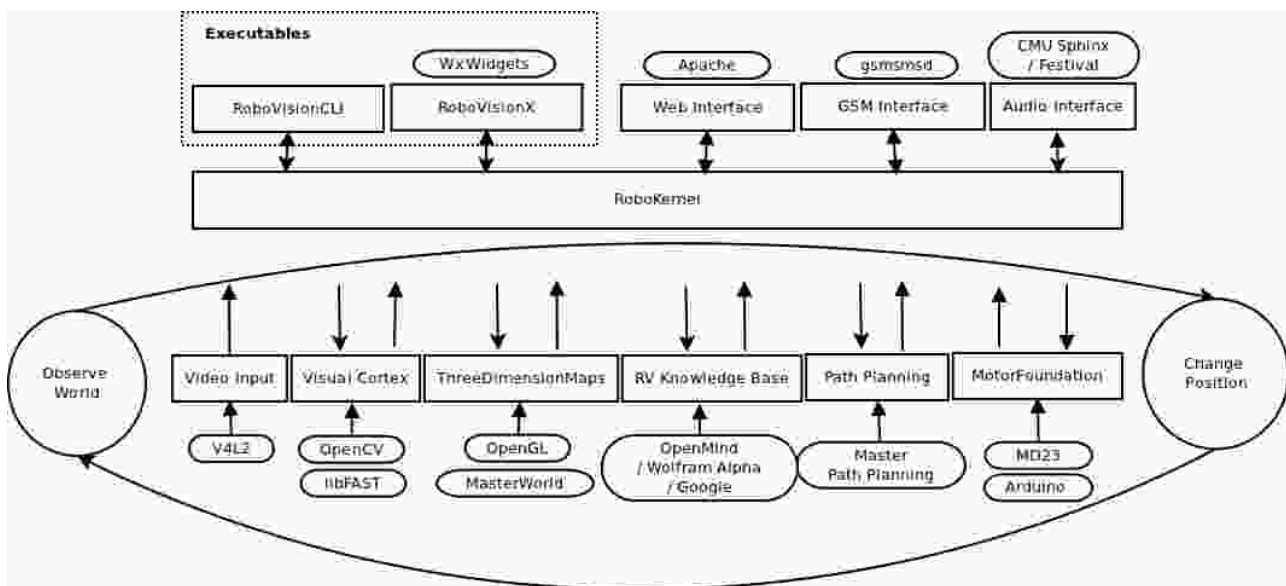 Executables
WxWidgets
Apache
gsmsmsd
CMU Sphinx
/ Festival
RoboVisionCLI
RoboVisionX
Web Interface
GSM Interface
Audio Interface
RoboKernel
Observe
World
Video Input
Visual Cortex
ThreeDimensionMaps
RV Knowledge Base
Path Planning
MotorFoundation
Change
Position
V4L2
OpenCV
libFAST
OpenGL
MasterWorld
OpenMind
/ Wolfram Alpha
/ Google
Master
Path Planning
MD23
Arduino